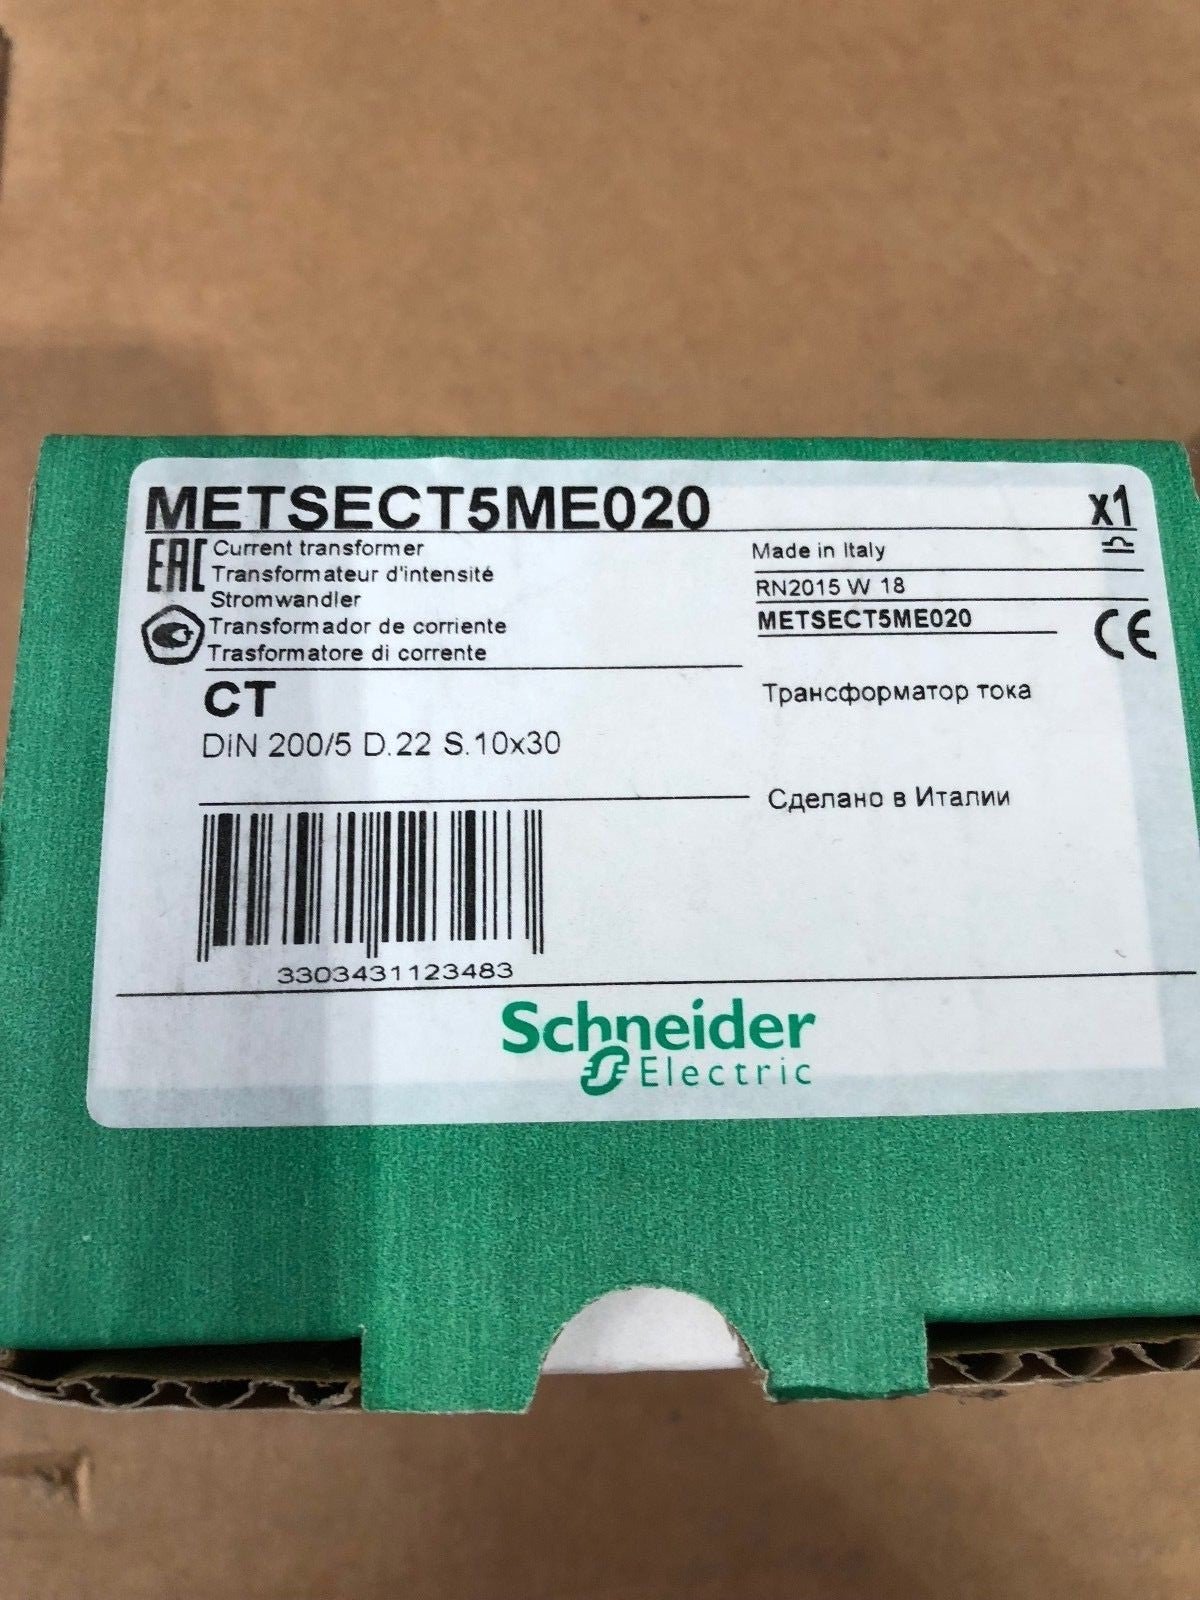 METSECT5ME020
x1
EAC
Current transformer
Transformateur d'intensité
Stromwandler
Transformador de corriente
Trasformatore di corrente
Made in Italy
RN2015 W 18
METSECT5ME020
CE
CT
DiN 200/5 D.22 S.10x30
Трансформатор тока
Сделано в Италии
3303431123483
Schneider
Electric